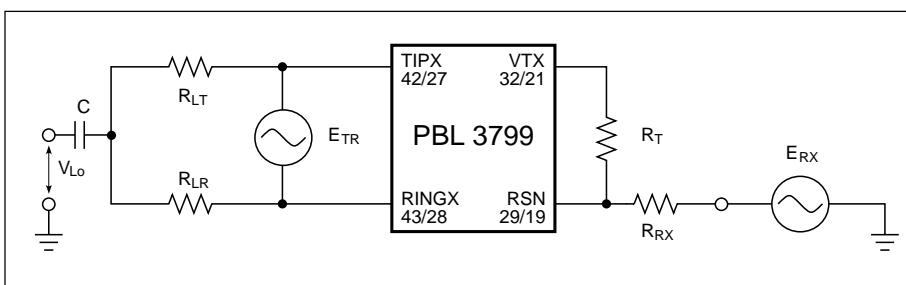 TIPX
42/27
VTX
32/21
R_LT
C
PBL 3799
E_TR
R_T
E_RX
V_Lo
R_LR
RINGX
43/28
RSN
29/19
R_RX